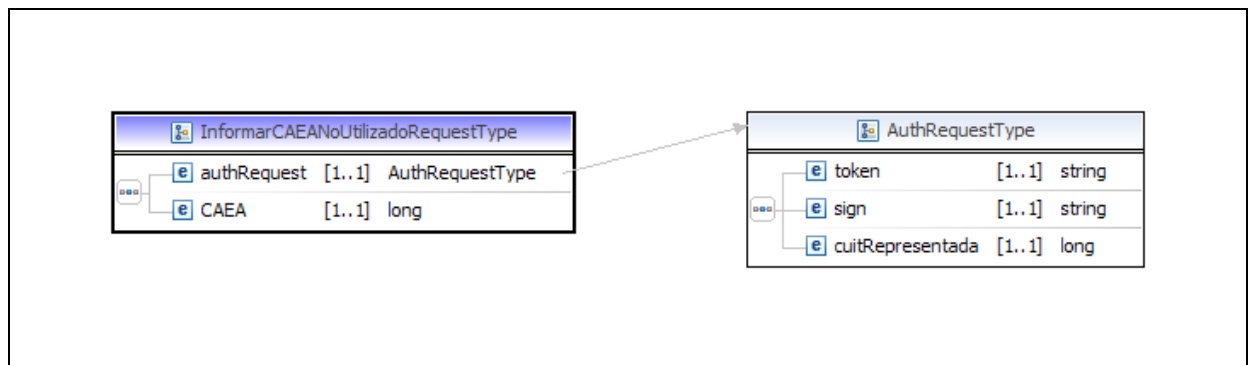 InformarCAEANoUtilizadoRequestType
authRequest [1..1] AuthRequestType
CAEA [1..1] long
AuthRequestType
token [1..1] string
sign [1..1] string
cuitRepresentada [1..1] long